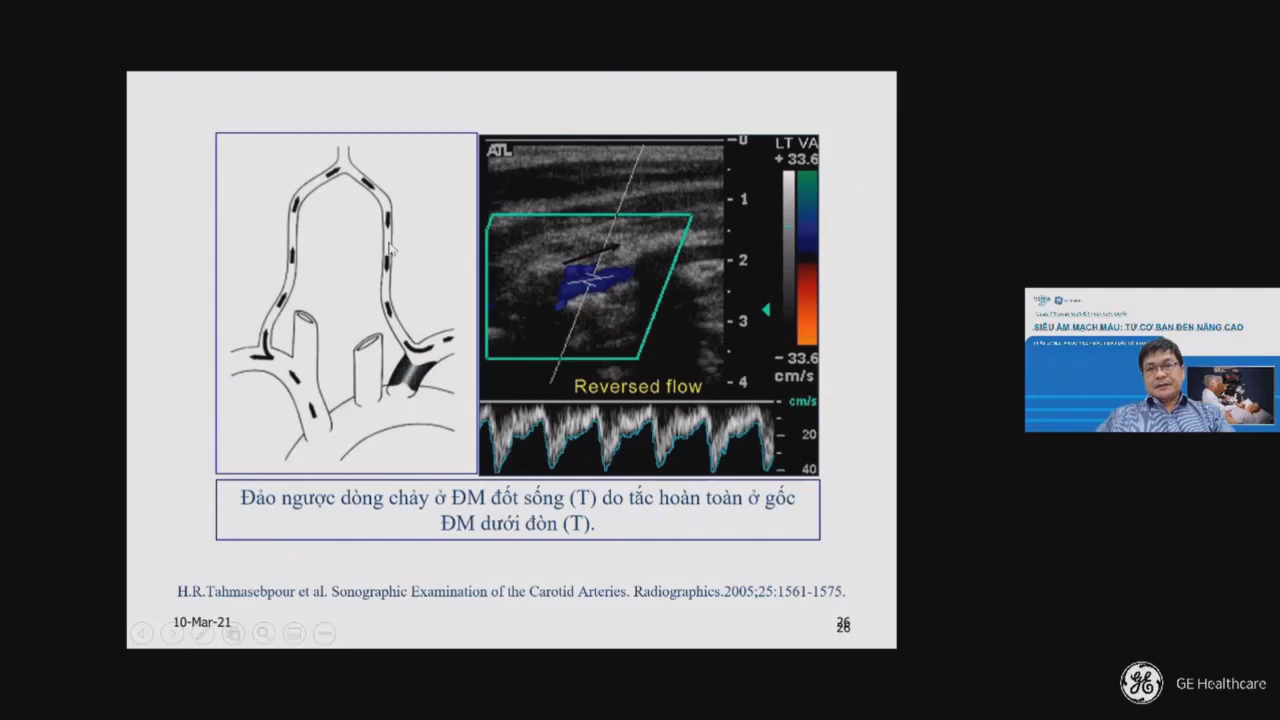 ATL
LT VA
+ 33.6
0
1
2
3
4
- 33.6
cm/s
Reversed flow
cm/s
20
40
Đảo ngược dòng chảy ở ĐM đốt sống (T) do tắc hoàn toàn ở gốc
ĐM dưới đòn (T).
H.R.Tahmasebpour et al. Sonographic Examination of the Carotid Arteries. Radiographics.2005;25:1561-1575.
10-Mar-21
26
SIÊU ÂM MẠCH MÁU: TỪ CƠ BẢN ĐẾN NÂNG CAO
GE Healthcare